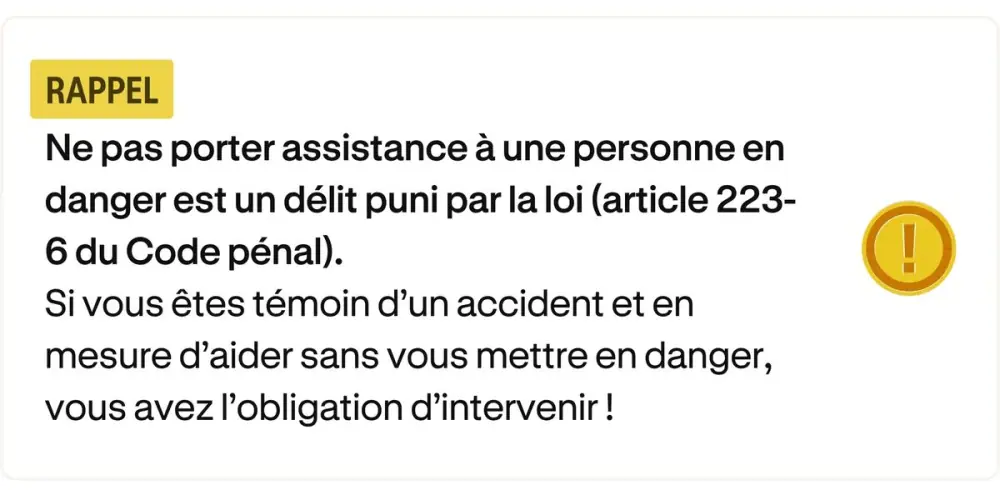 RAPPEL
Ne pas porter assistance à une personne en
danger est un délit puni par la loi (article 223-
6 du Code pénal).
Si vous êtes témoin d’un accident et en
mesure d’aider sans vous mettre en danger,
vous avez l’obligation d’intervenir !
!